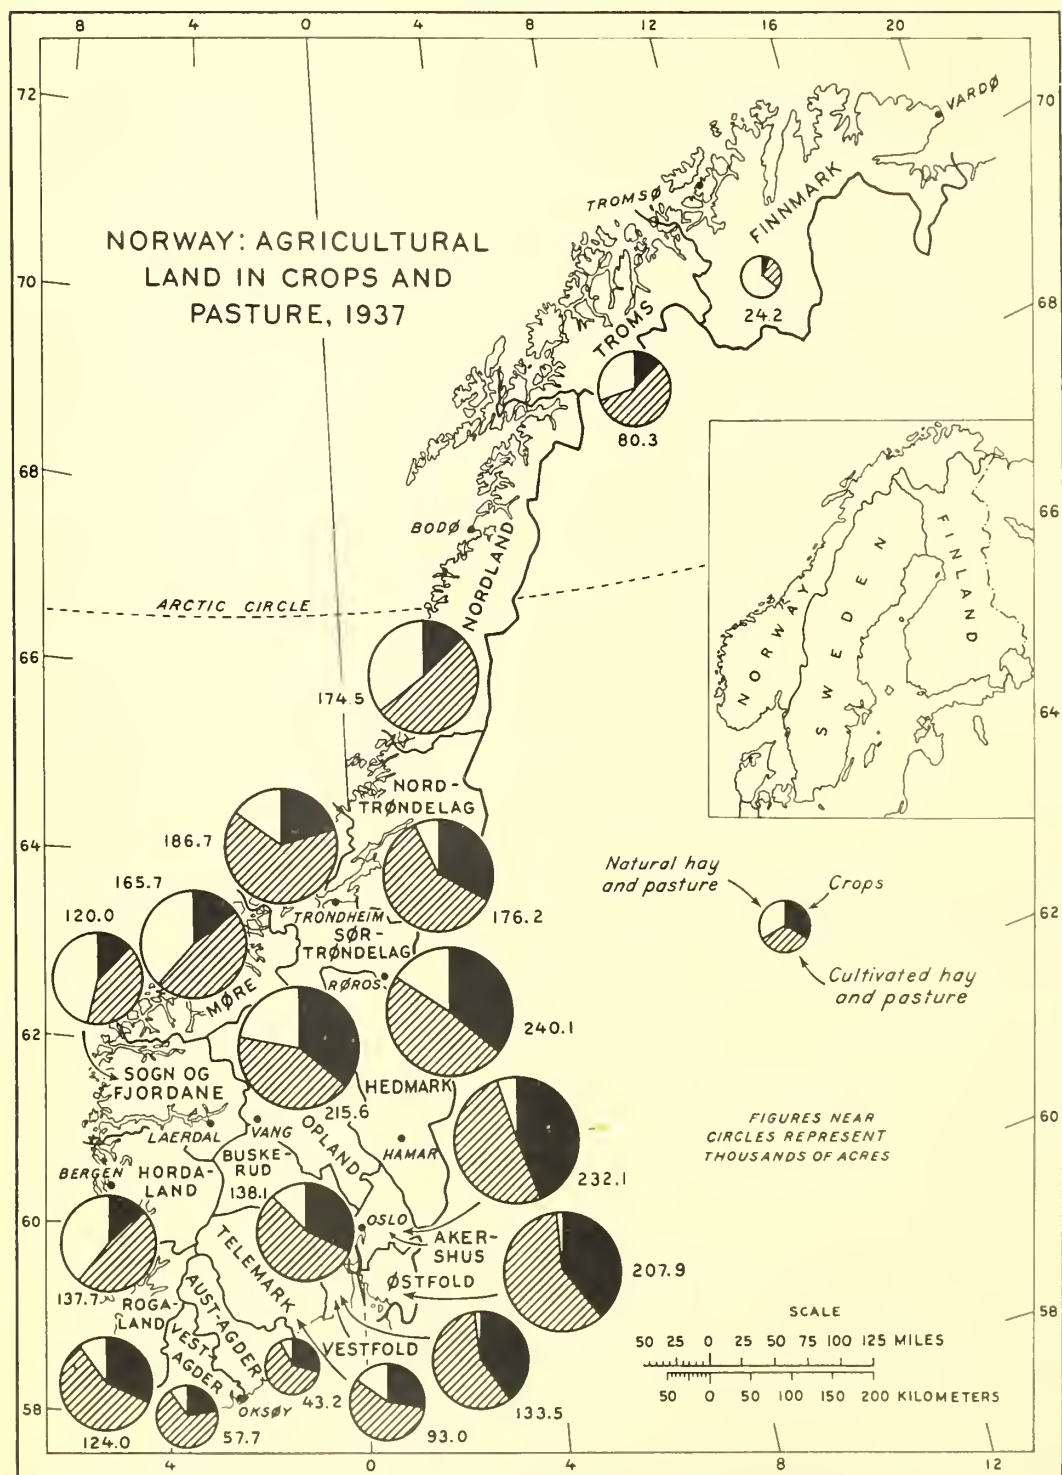 8 4 0 4 8 12 16 20
NORWAY: AGRICULTURAL
LAND IN CROPS AND
PASTURE, 1937
72
70
68
66
64
62
60
58
70
68
66
64
62
60
58
VARDØ
TROMSØ
FINNMARK
24.2
TROMS
80.3
BODØ
NORDLAND
ARCTIC CIRCLE
174.5
NORWAY
SWEDEN
FINLAND
NORD-
TRØNDELAG
186.7
176.2
165.7
120.0
TRONDHEIM
SØR-
TRØNDELAG
RØROS
MØRE
240.1
Natural hay
and pasture
Crops
Cultivated hay
and pasture
SOGN OG
FJORDANE
215.6
HEDMARK
LAERDAL
VANG
OPLAND
HAMAR
232.1
FIGURES NEAR
CIRCLES REPRESENT
THOUSANDS OF ACRES
BERGEN
HORDA-
LAND
BUSKE-
RUD
138.1
OSLO
AKER-
SHUS
TELEMARK
ØSTFOLD
207.9
137.7
ROGA-
LAND
AUST-AGDER
VEST-
AGDER
VESTFOLD
OKSØY
124.0
57.7
43.2
93.0
133.5
SCALE
50 25 0 25 50 75 100 125 MILES
50 0 50 100 150 200 KILOMETERS
4 0 4 8 12